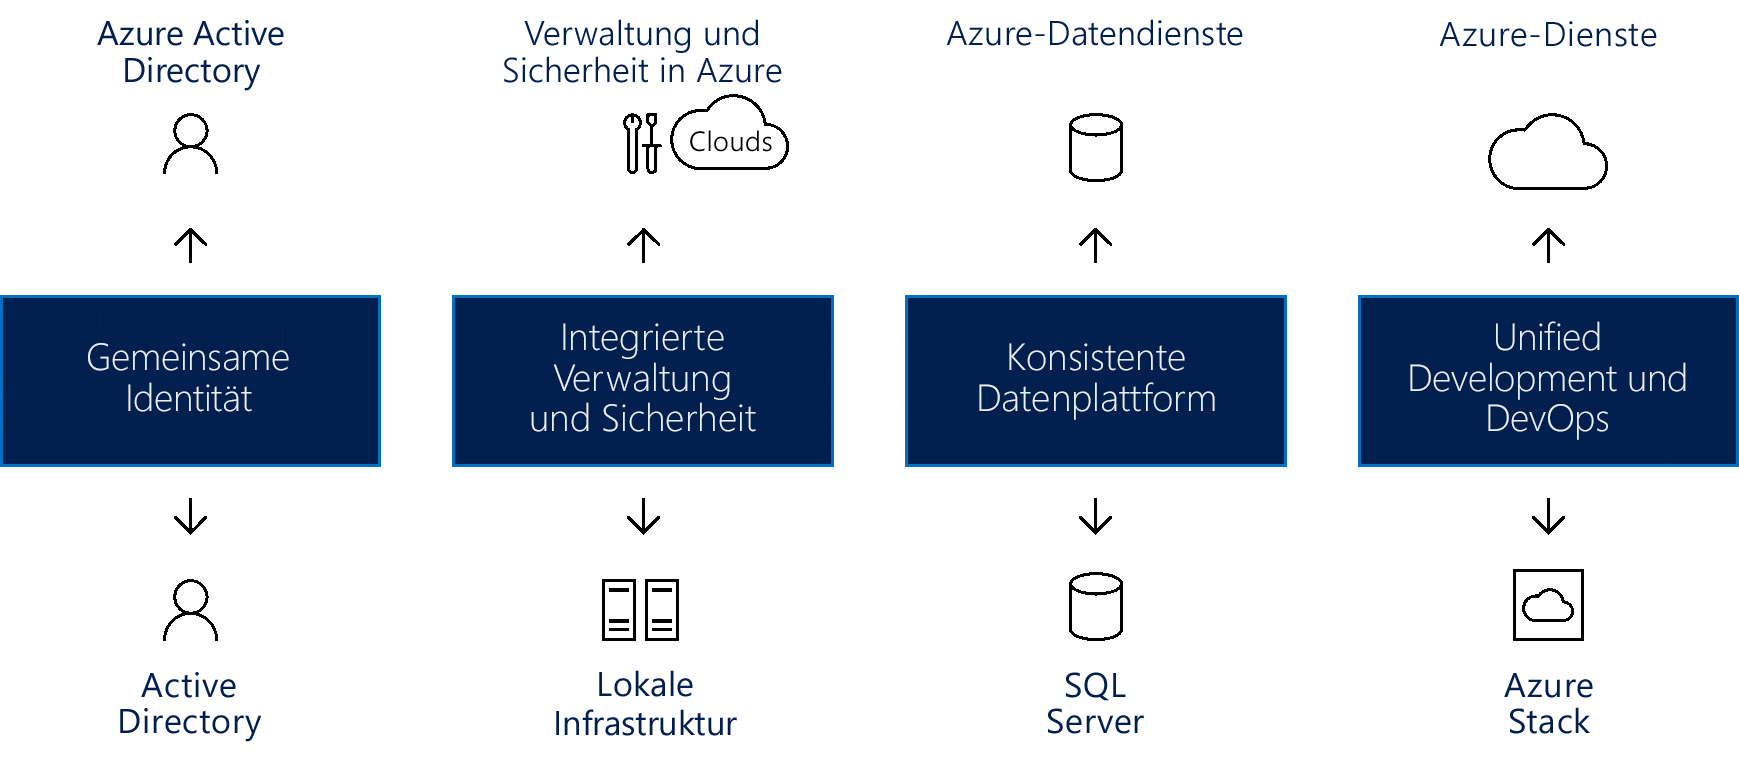 Azure Active
Directory
Verwaltung und
Sicherheit in Azure
Azure-Datendienste
Azure-Dienste
Clouds
Gemeinsame
Identität
Integrierte
Verwaltung
und Sicherheit
Konsistente
Datenplattform
Unified
Development und
DevOps
Active
Directory
Lokale
Infrastruktur
SQL
Server
Azure
Stack